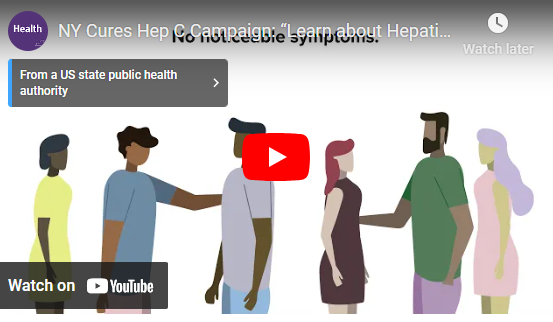 Health
NY Cures Hep C Campaign: “Learn about Hepati...
No noticeable symptoms.
Watch later
From a US state public health
authority
Watch on YouTube